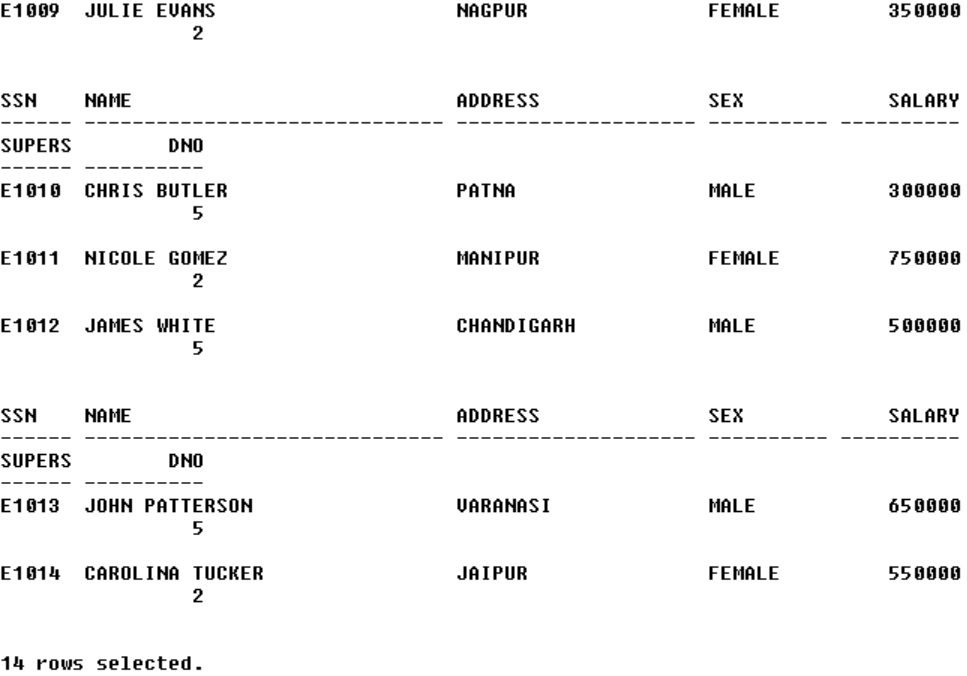 E1009 JULIE EVANS NAGPUR FEMALE 350000
2
SSN NAME ADDRESS SEX SALARY
------ ------------------------------ -------------------- ---------- ----------
SUPERS DNO
------ ----------
E1010 CHRIS BUTLER PATNA MALE 300000
5
E1011 NICOLE GOMEZ MANIPUR FEMALE 750000
2
E1012 JAMES WHITE CHANDIGARH MALE 500000
5
SSN NAME ADDRESS SEX SALARY
------ ------------------------------ -------------------- ---------- ----------
SUPERS DNO
------ ----------
E1013 JOHN PATTERSON VARANASI MALE 650000
5
E1014 CAROLINA TUCKER JAIPUR FEMALE 550000
2
14 rows selected.